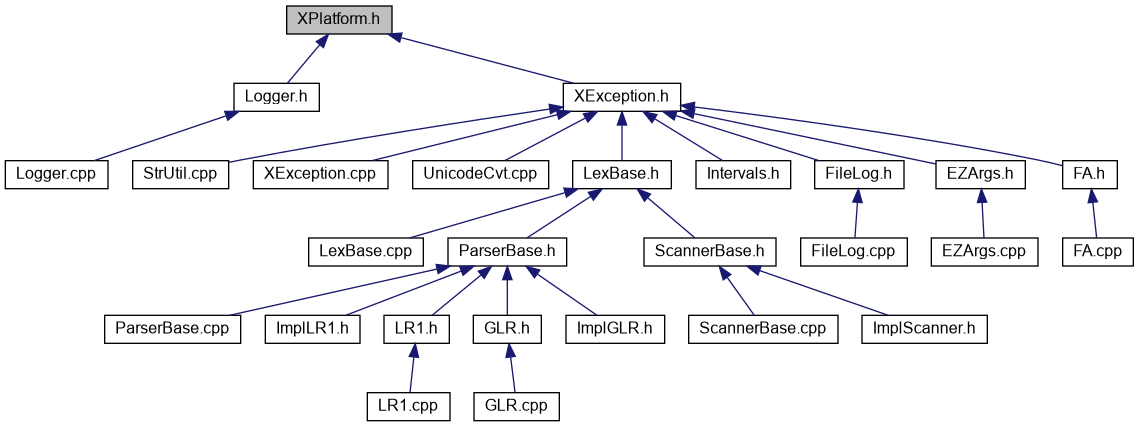 XPlatform.h
Logger.h
XException.h
Logger.cpp
StrUtil.cpp
XException.cpp
UnicodeCvt.cpp
LexBase.h
Intervals.h
FileLog.h
EZArgs.h
FA.h
LexBase.cpp
ParserBase.h
ScannerBase.h
FileLog.cpp
EZArgs.cpp
FA.cpp
ParserBase.cpp
ImplLR1.h
LR1.h
GLR.h
ImplGLR.h
ScannerBase.cpp
ImplScanner.h
LR1.cpp
GLR.cpp